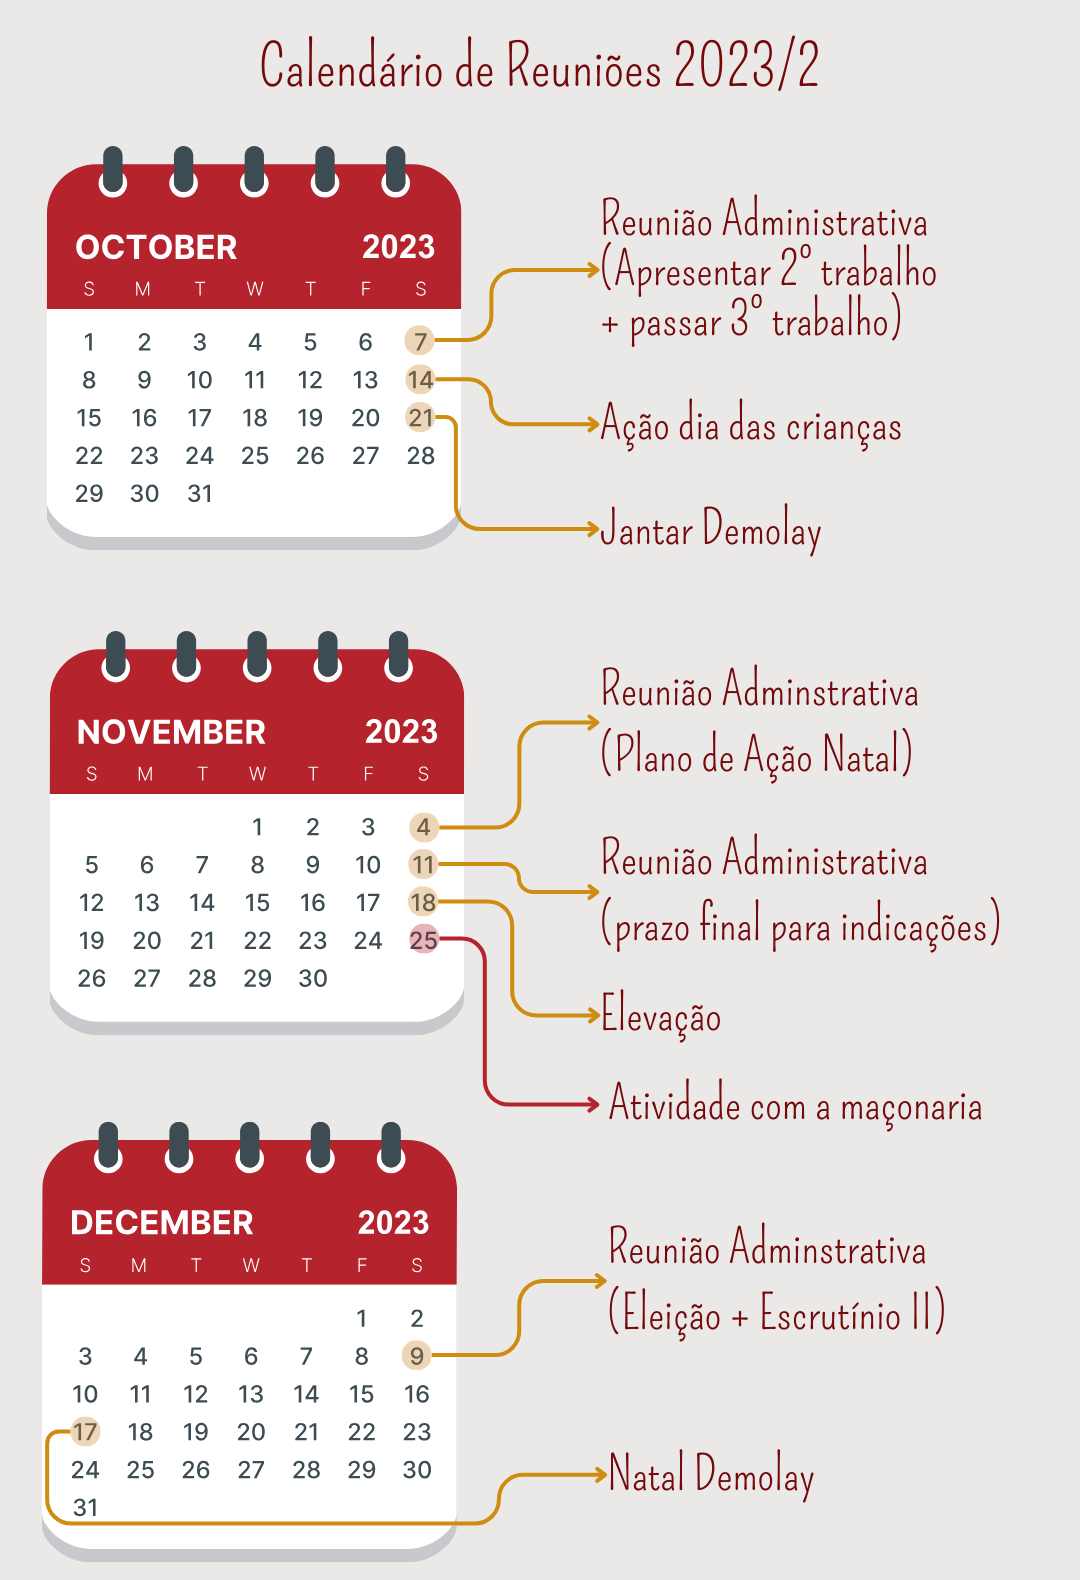 Calendário de Reuniões 2023/2
OCTOBER 2023
S M T W T F S
1 2 3 4 5 6 7
8 9 10 11 12 13 14
15 16 17 18 19 20 21
22 23 24 25 26 27 28
29 30 31
Reunião Administrativa
(Apresentar 2º trabalho
+ passar 3º trabalho)
Ação dia das crianças
Jantar Demolay
NOVEMBER 2023
S M T W T F S
1 2 3 4
5 6 7 8 9 10 11
12 13 14 15 16 17 18
19 20 21 22 23 24 25
26 27 28 29 30
Reunião Adminstrativa
(Plano de Ação Natal)
Reunião Administrativa
(prazo final para indicações)
Elevação
Atividade com a maçonaria
DECEMBER 2023
S M T W T F S
1 2
3 4 5 6 7 8 9
10 11 12 13 14 15 16
17 18 19 20 21 22 23
24 25 26 27 28 29 30
31
Reunião Adminstrativa
(Eleição + Escrutínio II)
Natal Demolay